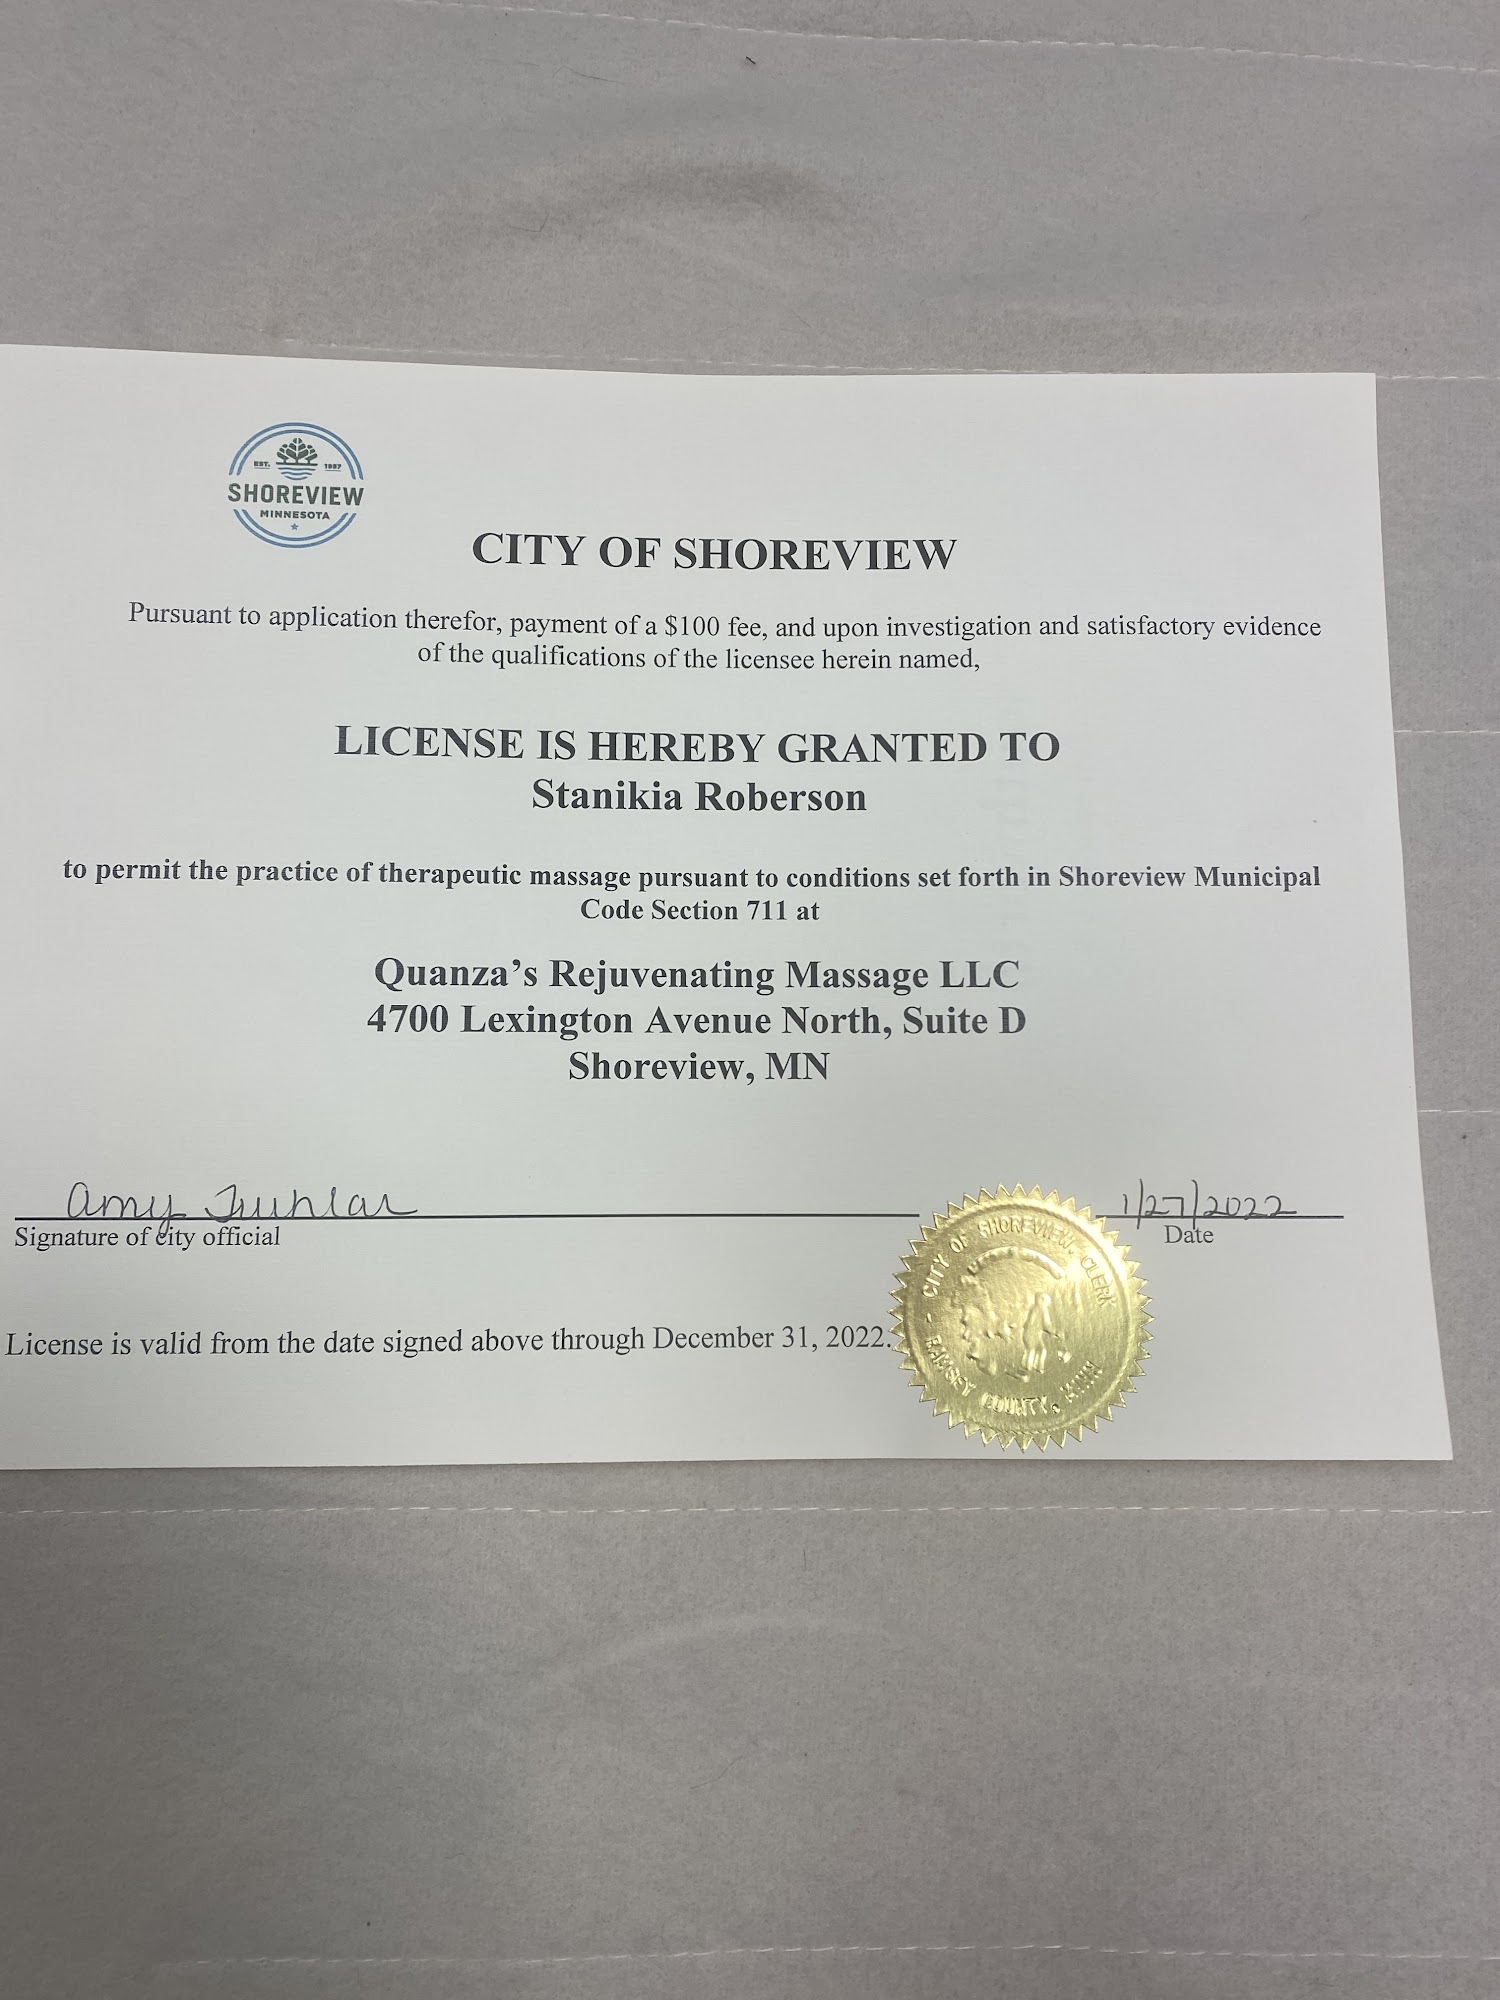 EST. 1957
SHOREVIEW
MINNESOTA
CITY OF SHOREVIEW
Pursuant to application therefor, payment of a $100 fee, and upon investigation and satisfactory evidence
of the qualifications of the licensee herein named,
LICENSE IS HEREBY GRANTED TO
Stanikia Roberson
to permit the practice of therapeutic massage pursuant to conditions set forth in Shoreview Municipal
Code Section 711 at
Quanza's Rejuvenating Massage LLC
4700 Lexington Avenue North, Suite D
Shoreview, MN
Amy 1/27/2022
Signature of city official Date
License is valid from the date signed above through December 31, 2022.
CITY OF SHOREVIEW, CLERK
RAMSEY COUNTY, MINN